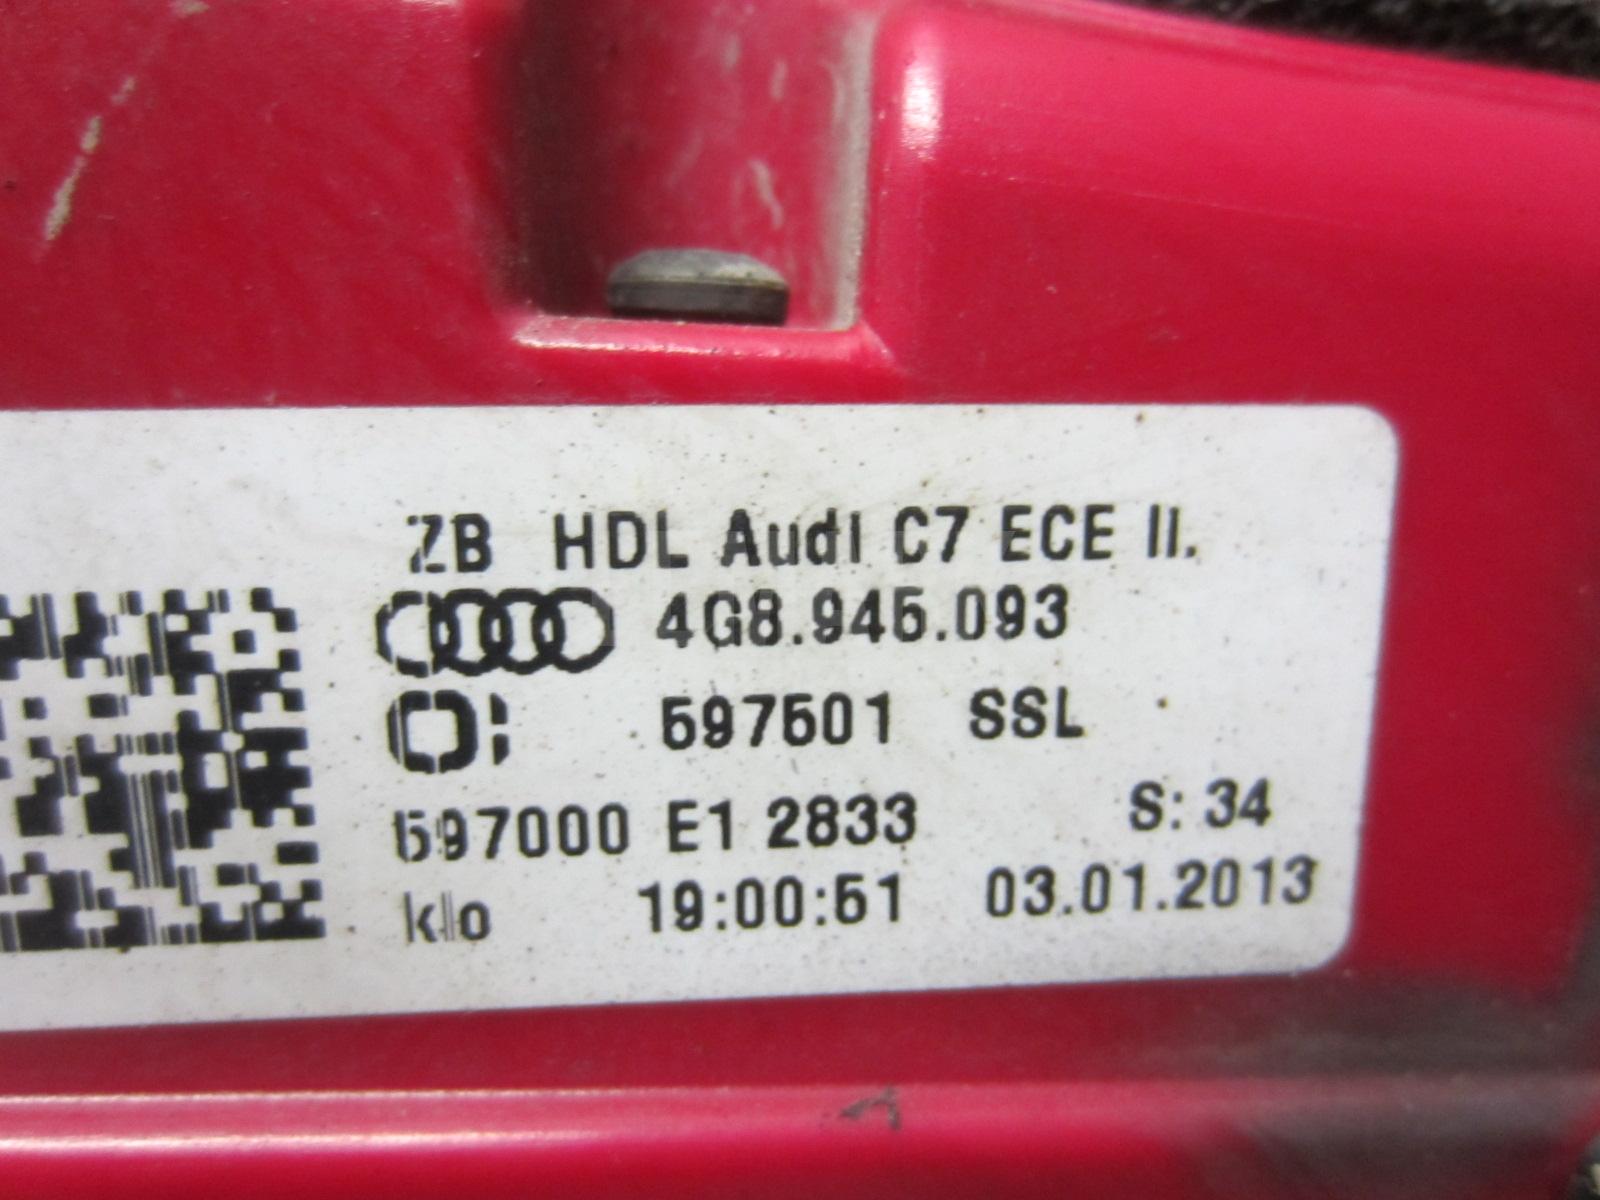 ZB HDL Audi C7 ECE II.
4G8.945.093
597501 SSL
597000 E1 2833 S: 34
klo 19:00:51 03.01.2013